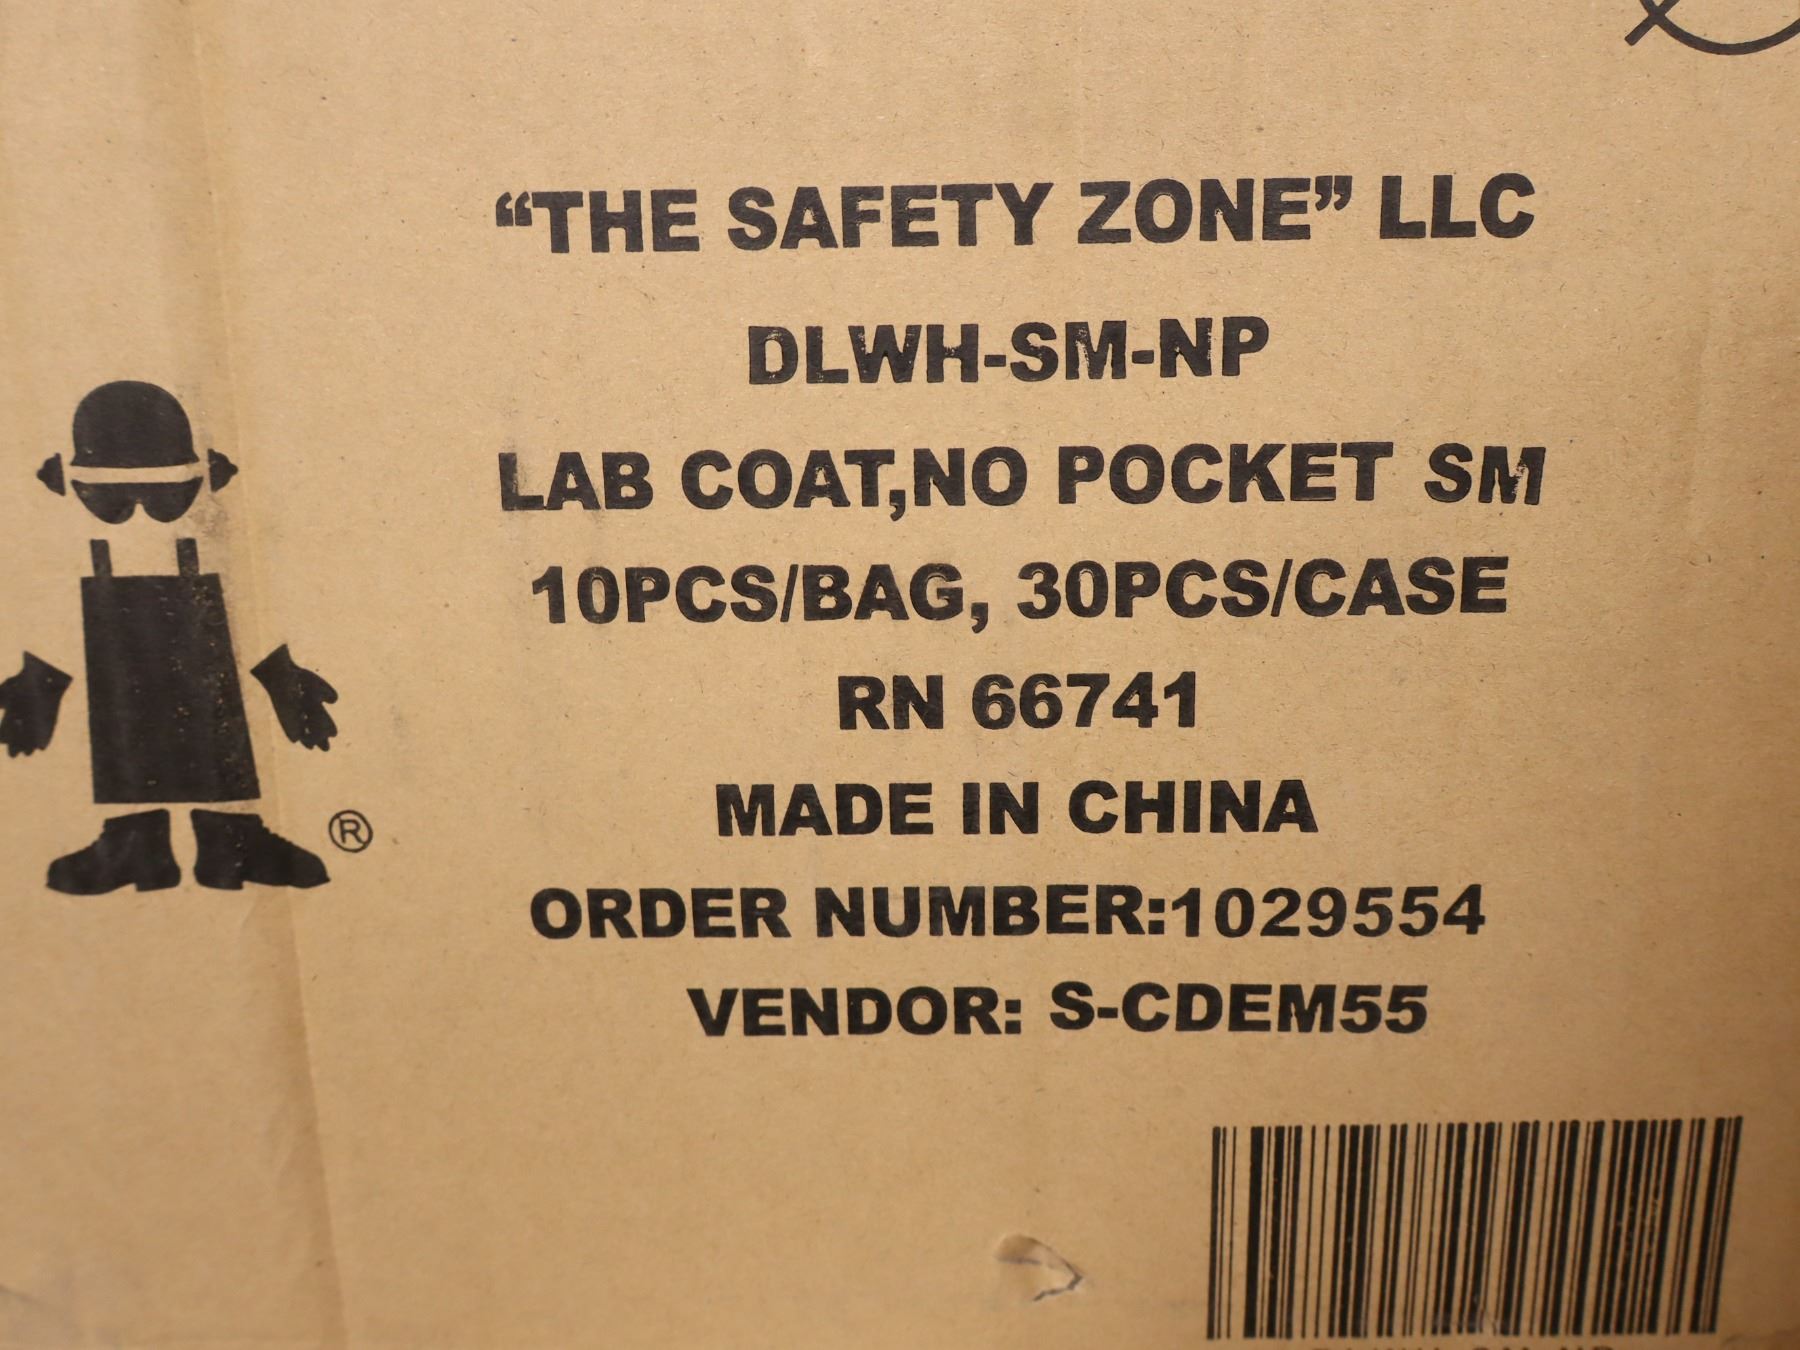 “THE SAFETY ZONE” LLC
DLWH-SM-NP
LAB COAT,NO POCKET SM
10PCS/BAG, 30PCS/CASE
RN 66741
MADE IN CHINA
®
ORDER NUMBER:1029554
VENDOR: S-CDEM55